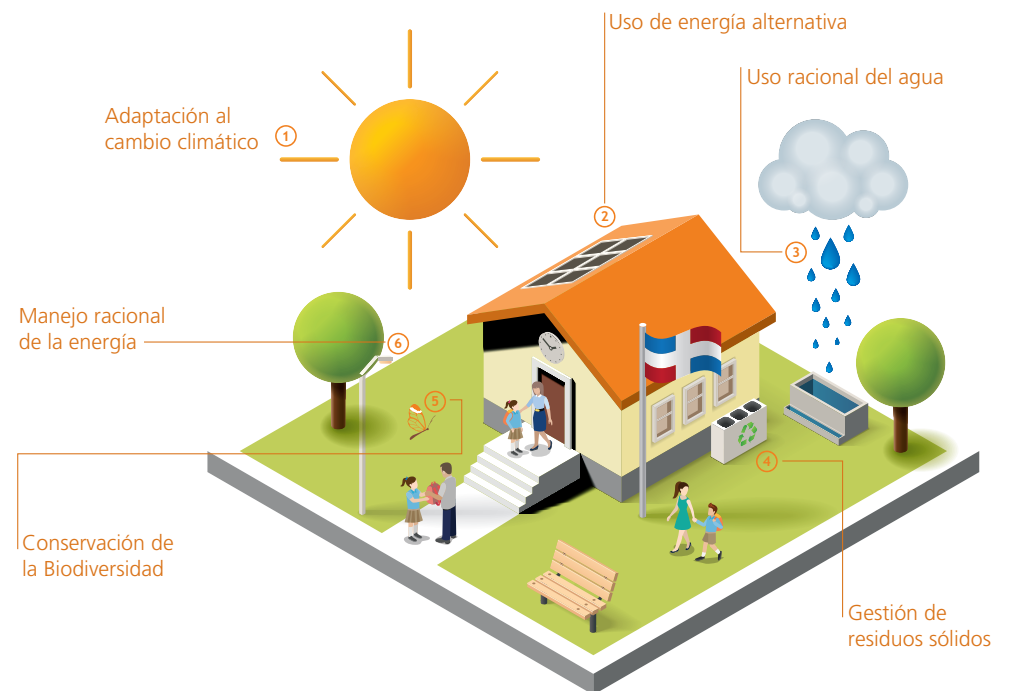 Uso de energía alternativa
Uso racional del agua
Adaptación al
cambio climático
1
2
3
Manejo racional
de la energía
6
5
4
Conservación de
la Biodiversidad
Gestión de
residuos sólidos